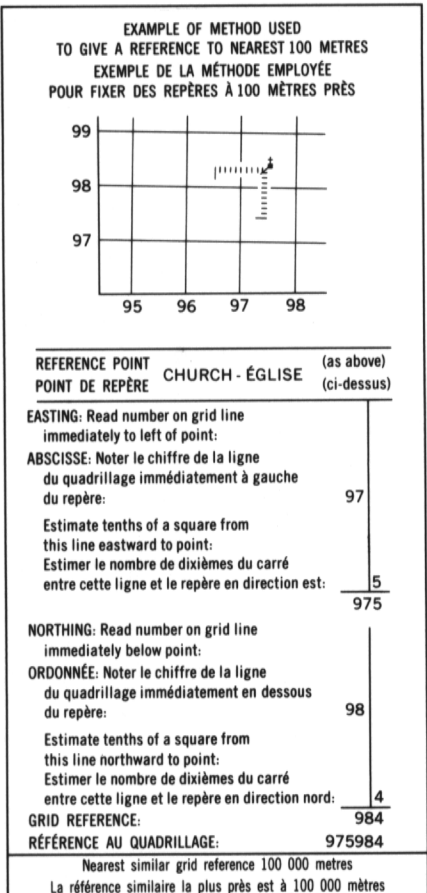 EXAMPLE OF METHOD USED
TO GIVE A REFERENCE TO NEAREST 100 METRES
EXEMPLE DE LA MÉTHODE EMPLOYÉE
POUR FIXER DES REPÈRES À 100 MÈTRES PRÈS
99
98
97
95 96 97 98
REFERENCE POINT CHURCH - ÉGLISE (as above)
POINT DE REPÈRE (ci-dessus)
EASTING: Read number on grid line
immediately to left of point:
ABSCISSE: Noter le chiffre de la ligne
du quadrillage immédiatement à gauche
du repère: 97
Estimate tenths of a square from
this line eastward to point:
Estimer le nombre de dixièmes du carré
entre cette ligne et le repère en direction est: 5
975
NORTHING: Read number on grid line
immediately below point:
ORDONNÉE: Noter le chiffre de la ligne
du quadrillage immédiatement en dessous
du repère: 98
Estimate tenths of a square from
this line northward to point:
Estimer le nombre de dixièmes du carré
entre cette ligne et le repère en direction nord: 4
GRID REFERENCE: 984
RÉFÉRENCE AU QUADRILLAGE: 975984
Nearest similar grid reference 100 000 metres
La référence similaire la plus près est à 100 000 mètres